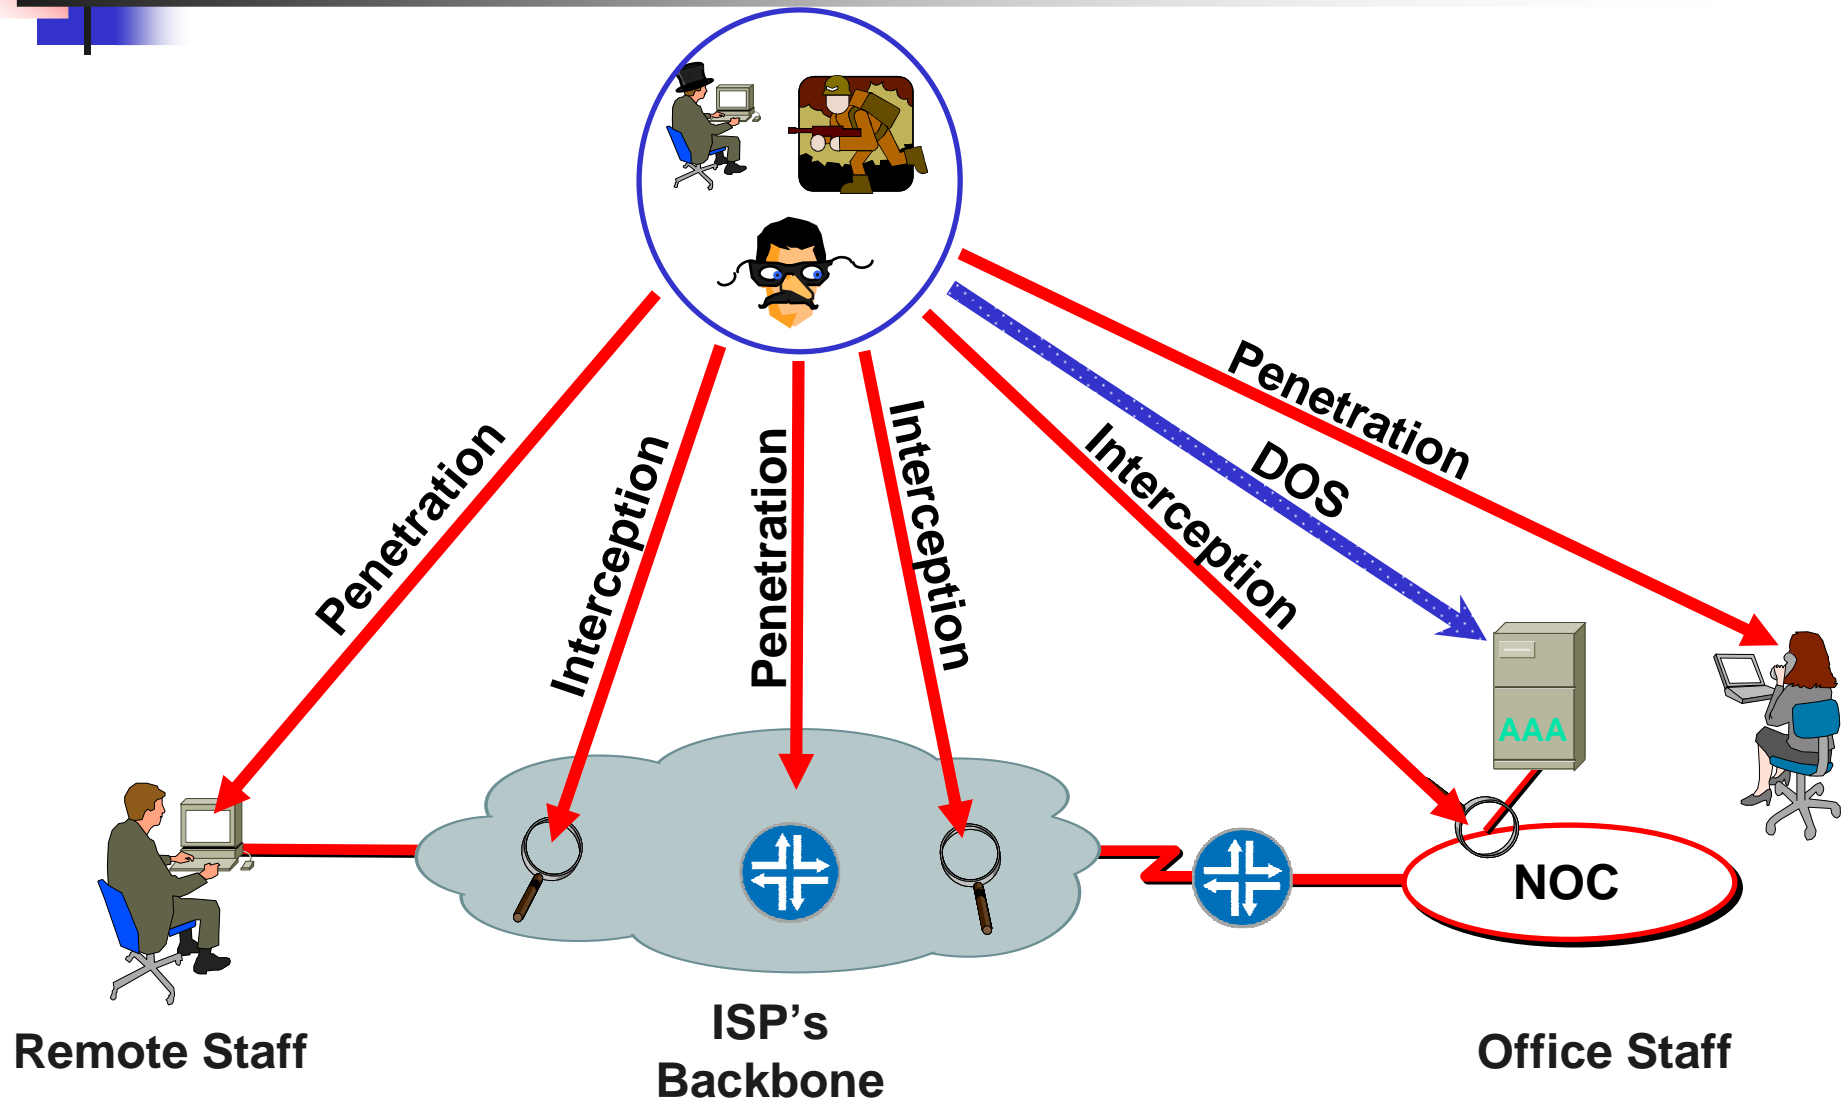 Penetration
Interception
Penetration
Interception
Interception
DOS
Penetration
AAA
NOC
Remote Staff
ISP’s
Backbone
Office Staff